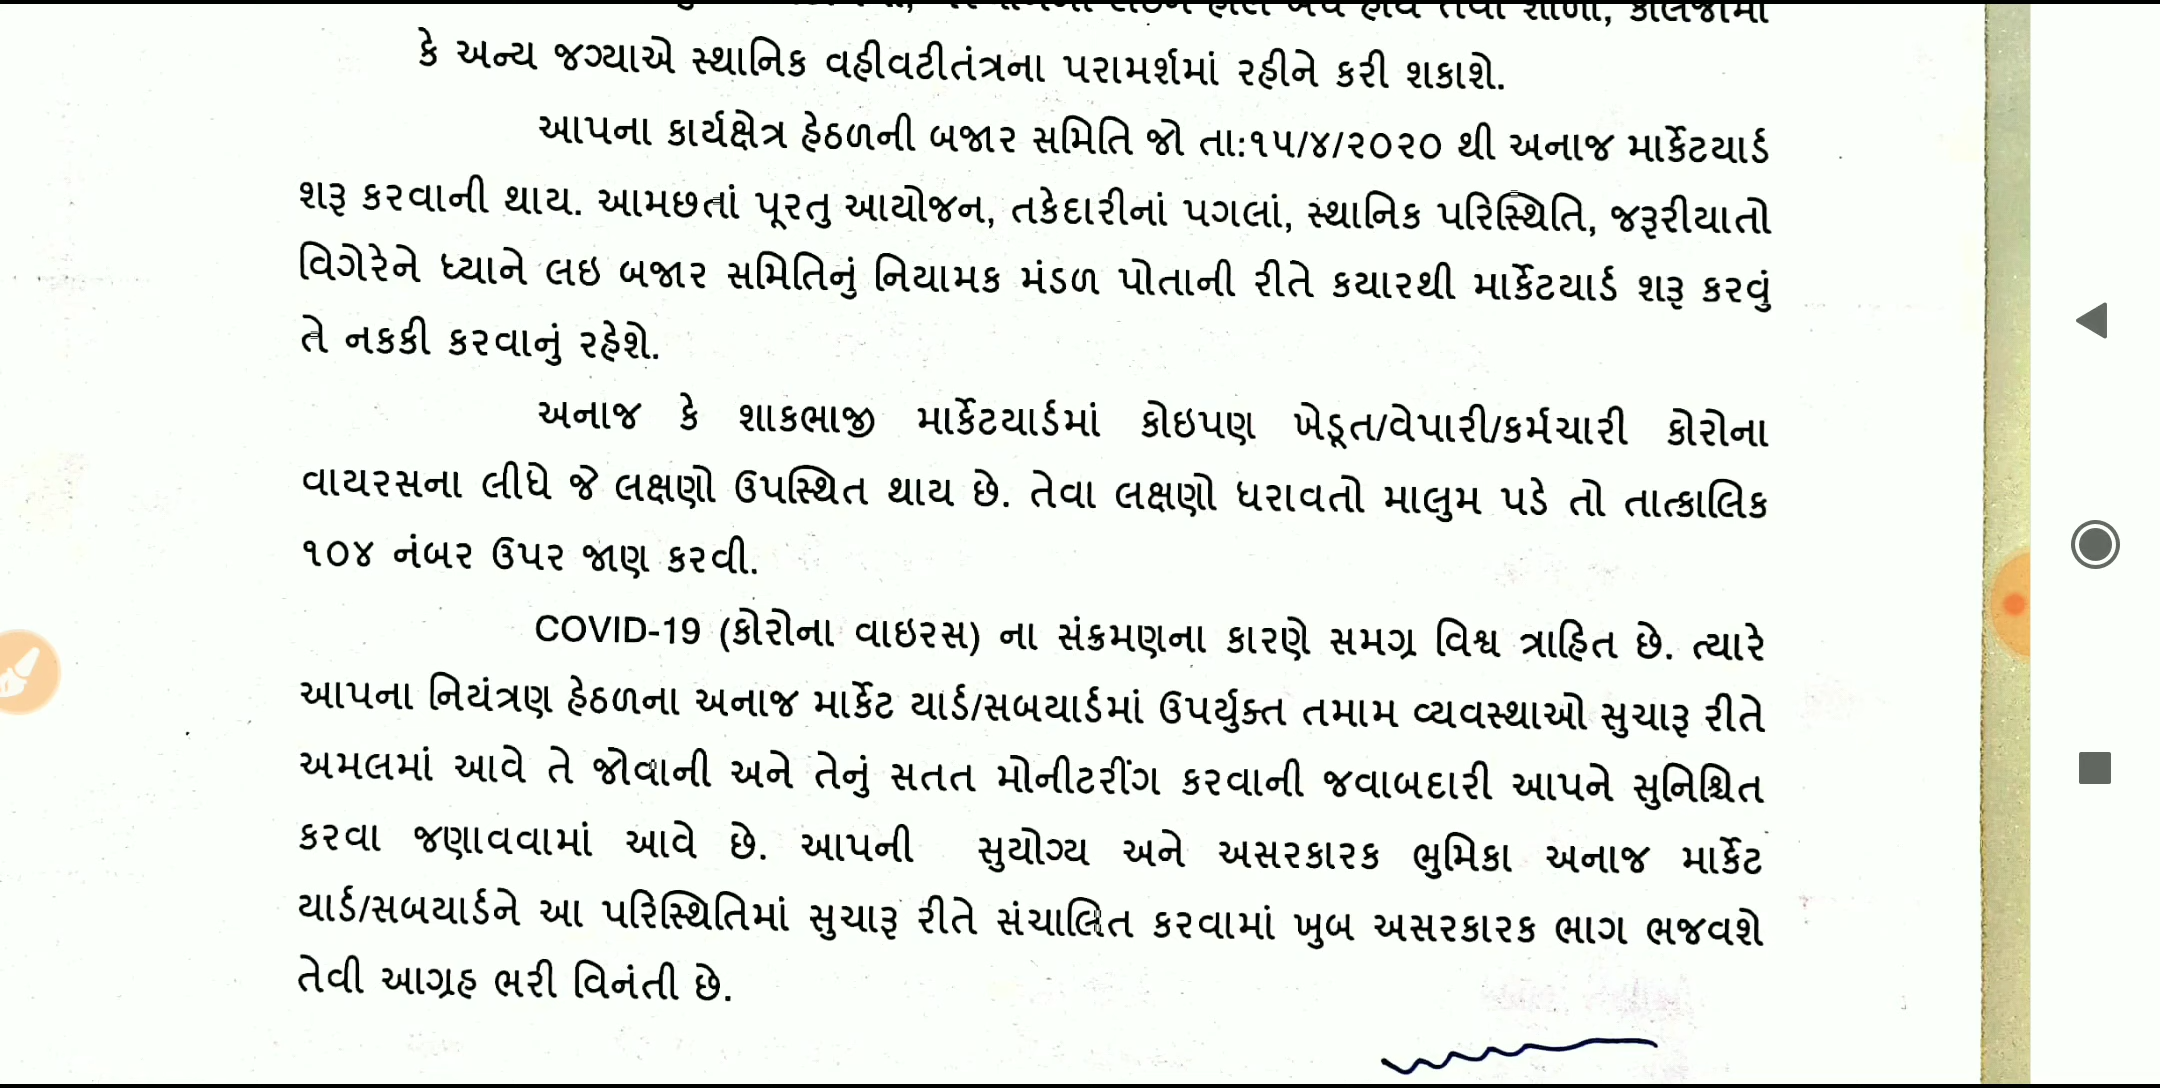 કે અન્ય જગ્યાએ સ્થાનિક વહીવટીતંત્રના પરામર્શમાં રહીને કરી શકાશે.
આપના કાર્યક્ષેત્ર હેઠળની બજાર સમિતિ જો તા:૧૫/૪/૨૦૨૦ થી અનાજ માર્કેટયાર્ડ
શરૂ કરવાની થાય. આમછતાં પૂરતુ આયોજન, તકેદારીનાં પગલાં, સ્થાનિક પરિસ્થિતિ, જરૂરીયાતો
વિગેરેને ધ્યાને લઇ બજાર સમિતિનું નિયામક મંડળ પોતાની રીતે કયારથી માર્કેટયાર્ડ શરૂ કરવું
તે નકકી કરવાનું રહેશે.
અનાજ કે શાકભાજી માર્કેટયાર્ડમાં કોઇપણ ખેડૂત/વેપારી/કર્મચારી કોરોના
વાયરસના લીધે જે લક્ષણો ઉપસ્થિત થાય છે. તેવા લક્ષણો ધરાવતો માલુમ પડે તો તાત્કાલિક
૧૦૪ નંબર ઉપર જાણ કરવી.
COVID-19 (કોરોના વાઇરસ) ના સંક્રમણના કારણે સમગ્ર વિશ્વ ત્રાહિત છે. ત્યારે
આપના નિયંત્રણ હેઠળના અનાજ માર્કેટ યાર્ડ/સબયાર્ડમાં ઉપર્યુક્ત તમામ વ્યવસ્થાઓ સુચારૂ રીતે
અમલમાં આવે તે જોવાની અને તેનું સતત મોનીટરીંગ કરવાની જવાબદારી આપને સુનિશ્ચિત
કરવા જણાવવામાં આવે છે. આપની સુયોગ્ય અને અસરકારક ભુમિકા અનાજ માર્કેટ
યાર્ડ/સબયાર્ડને આ પરિસ્થિતિમાં સુચારૂ રીતે સંચાલિત કરવામાં ખુબ અસરકારક ભાગ ભજવશે
તેવી આગ્રહ ભરી વિનંતી છે.